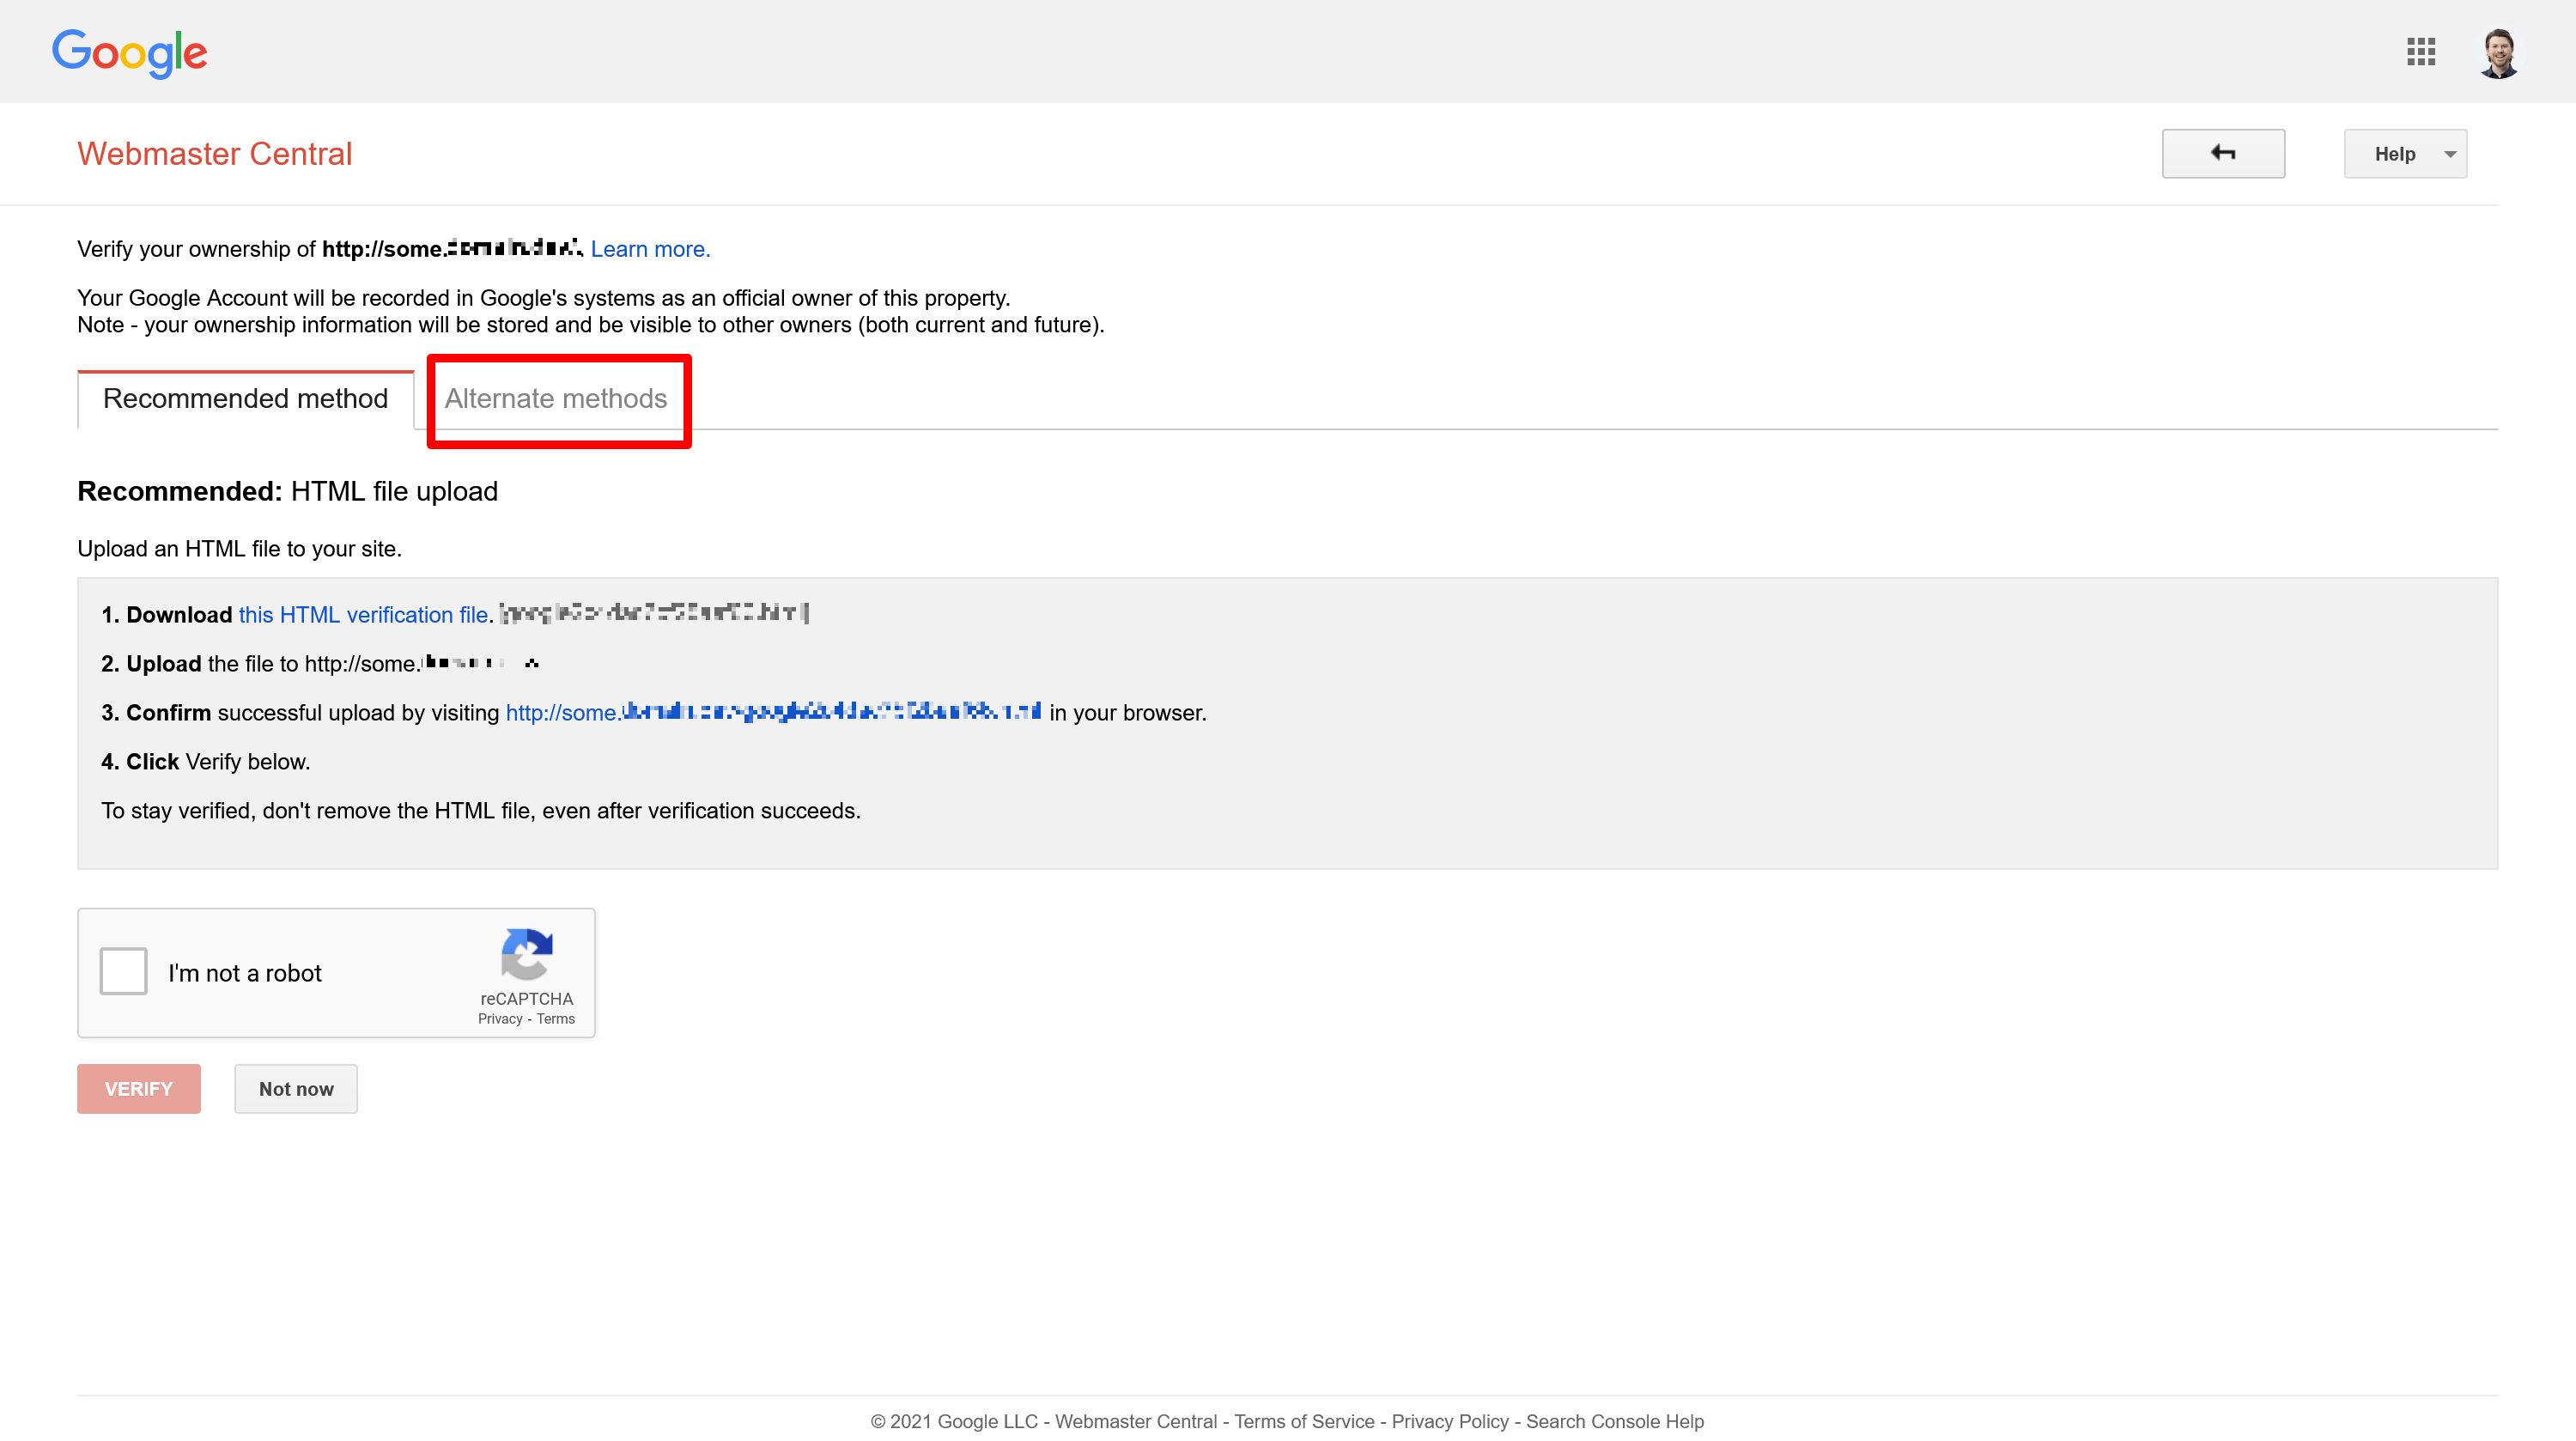 Google
Webmaster Central
Help
Verify your ownership of http://some. Learn more.
Your Google Account will be recorded in Google's systems as an official owner of this property.
Note - your ownership information will be stored and be visible to other owners (both current and future).
Recommended method
Alternate methods
Recommended: HTML file upload
Upload an HTML file to your site.
1. Download this HTML verification file.
2. Upload the file to http://some.
3. Confirm successful upload by visiting http://some. in your browser.
4. Click Verify below.
To stay verified, don't remove the HTML file, even after verification succeeds.
I'm not a robot
reCAPTCHA
Privacy - Terms
VERIFY
Not now
© 2021 Google LLC - Webmaster Central - Terms of Service - Privacy Policy - Search Console Help